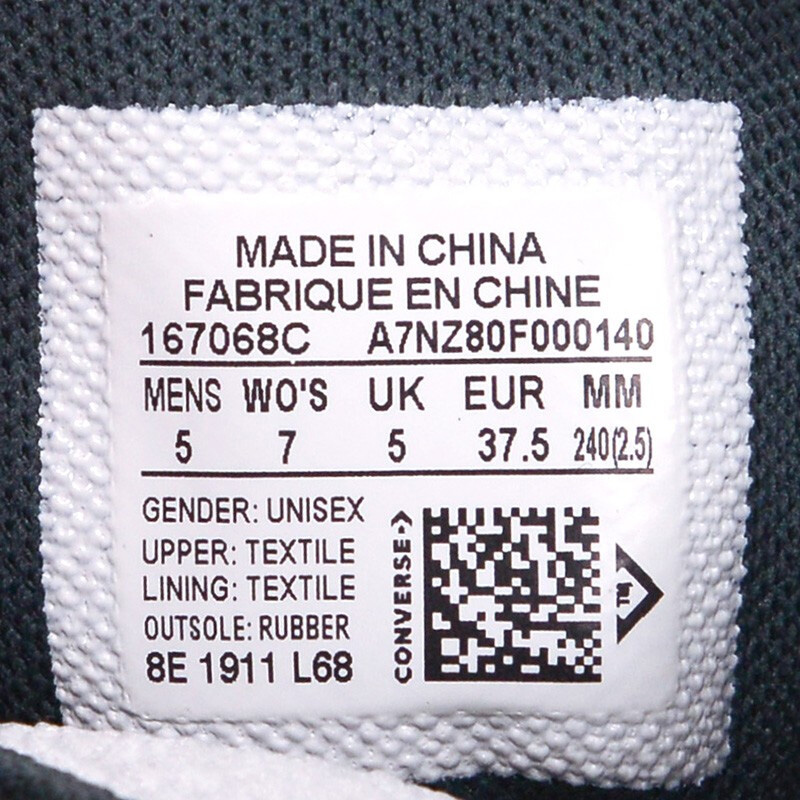 MADE IN CHINA
FABRIQUE EN CHINE
167068C A7NZ80F000140
MENS WO'S UK EUR MM
5 7 5 37.5 240(2.5)
GENDER: UNISEX
UPPER: TEXTILE
LINING: TEXTILE
OUTSOLE: RUBBER
8E 1911 L68
CONVERSE